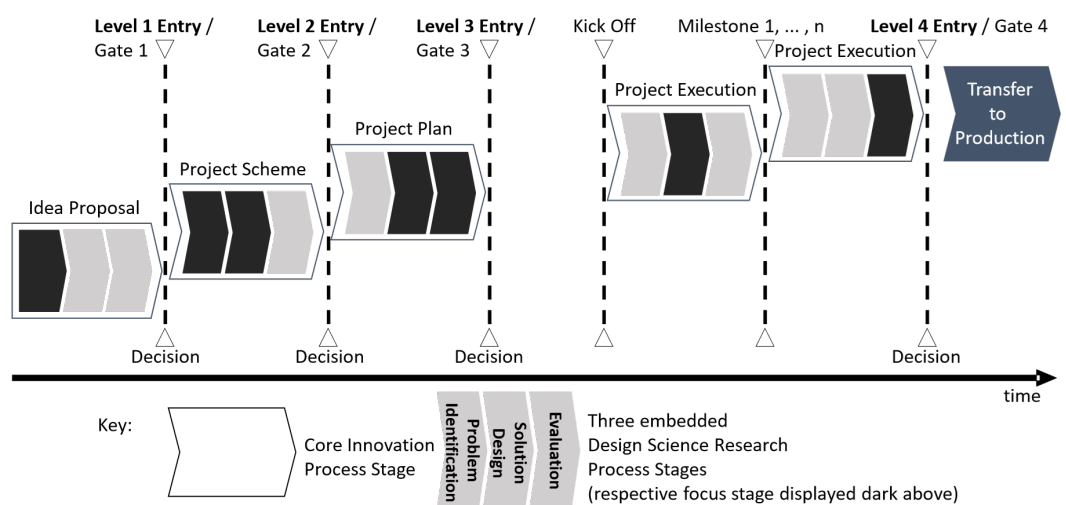 Level 1 Entry /
Gate 1
Level 2 Entry /
Gate 2
Level 3 Entry /
Gate 3
Kick Off
Milestone 1, ... , n
Level 4 Entry / Gate 4
Project Execution
Transfer
to
Production
Project Execution
Project Plan
Project Scheme
Idea Proposal
Decision
Decision
Decision
Decision
time
Key:
Core Innovation
Process Stage
Problem
Identification
Solution
Design
Evaluation
Three embedded
Design Science Research
Process Stages
(respective focus stage displayed dark above)